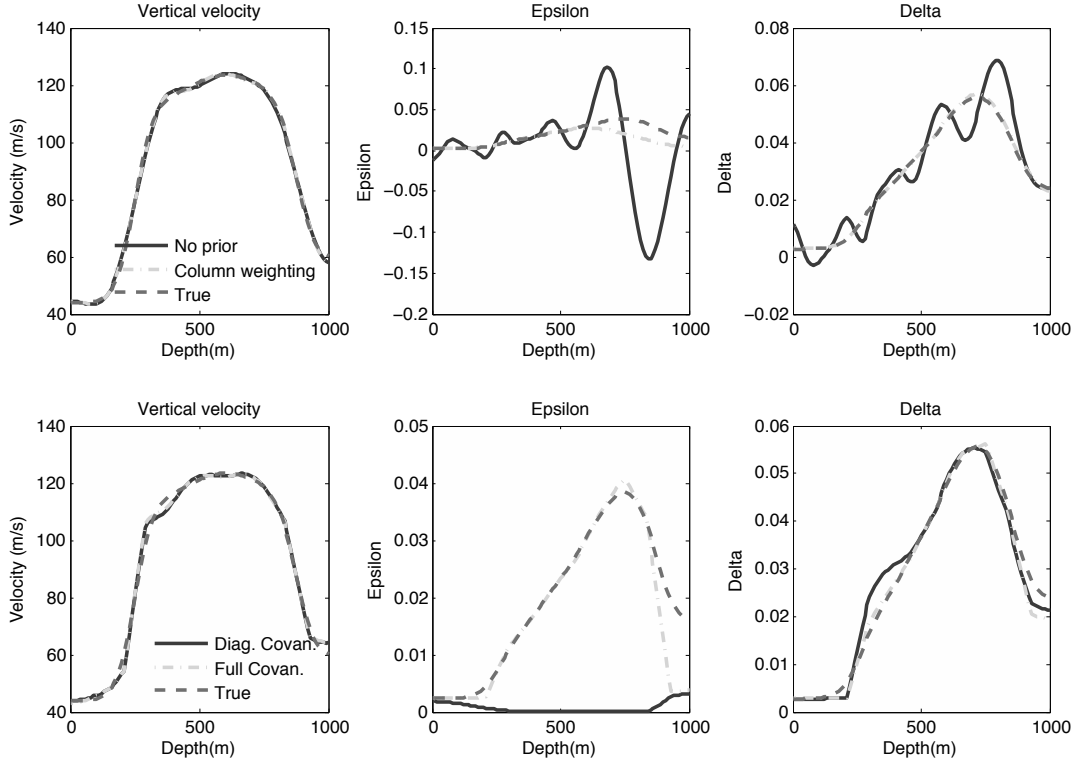 Vertical velocity
140
120
100
80
60
40
Velocity (m/s)
No prior
Column weighting
True
0
500
1000
Depth(m)
Epsilon
0.15
0.1
0.05
0
−0.05
−0.1
−0.15
−0.2
Epsilon
0
500
1000
Depth(m)
Delta
0.08
0.06
0.04
0.02
0
−0.02
Delta
0
500
1000
Depth(m)
Vertical velocity
140
120
100
80
60
40
Velocity (m/s)
Diag. Covan.
Full Covan.
True
0
500
1000
Depth(m)
Epsilon
0.05
0.04
0.03
0.02
0.01
0
Epsilon
0
500
1000
Depth(m)
Delta
0.06
0.05
0.04
0.03
0.02
0.01
0
Delta
0
500
1000
Depth(m)